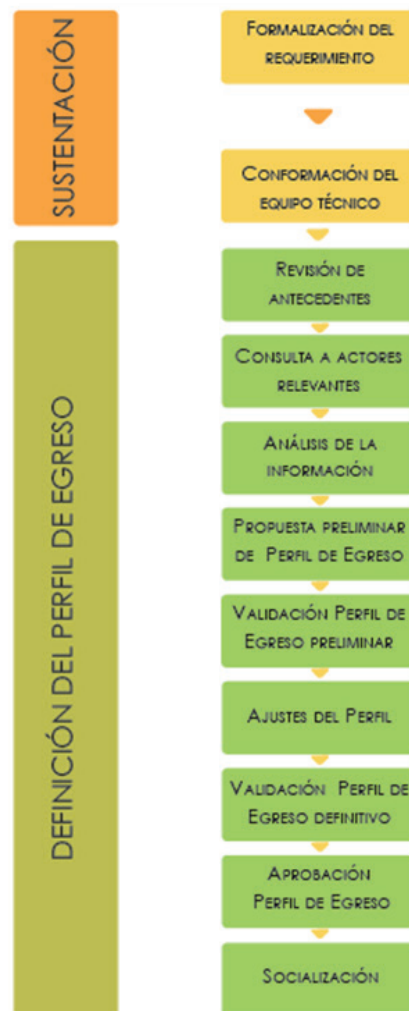 SUSTENTACIÓN
FORMALIZACIÓN DEL
REQUERIMIENTO
CONFORMACIÓN DEL
EQUIPO TÉCNICO
DEFINICIÓN DEL PERFIL DE EGRESO
REVISIÓN DE
ANTECEDENTES
CONSULTA A ACTORES
RELEVANTES
ANÁLISIS DE LA
INFORMACIÓN
PROPUESTA PRELIMINAR
DE PERFIL DE EGRESO
VALIDACIÓN PERFIL DE
EGRESO PRELIMINAR
AJUSTES DEL PERFIL
VALIDACIÓN PERFIL DE
EGRESO DEFINITIVO
APROBACIÓN
PERFIL DE EGRESO
SOCIALIZACIÓN